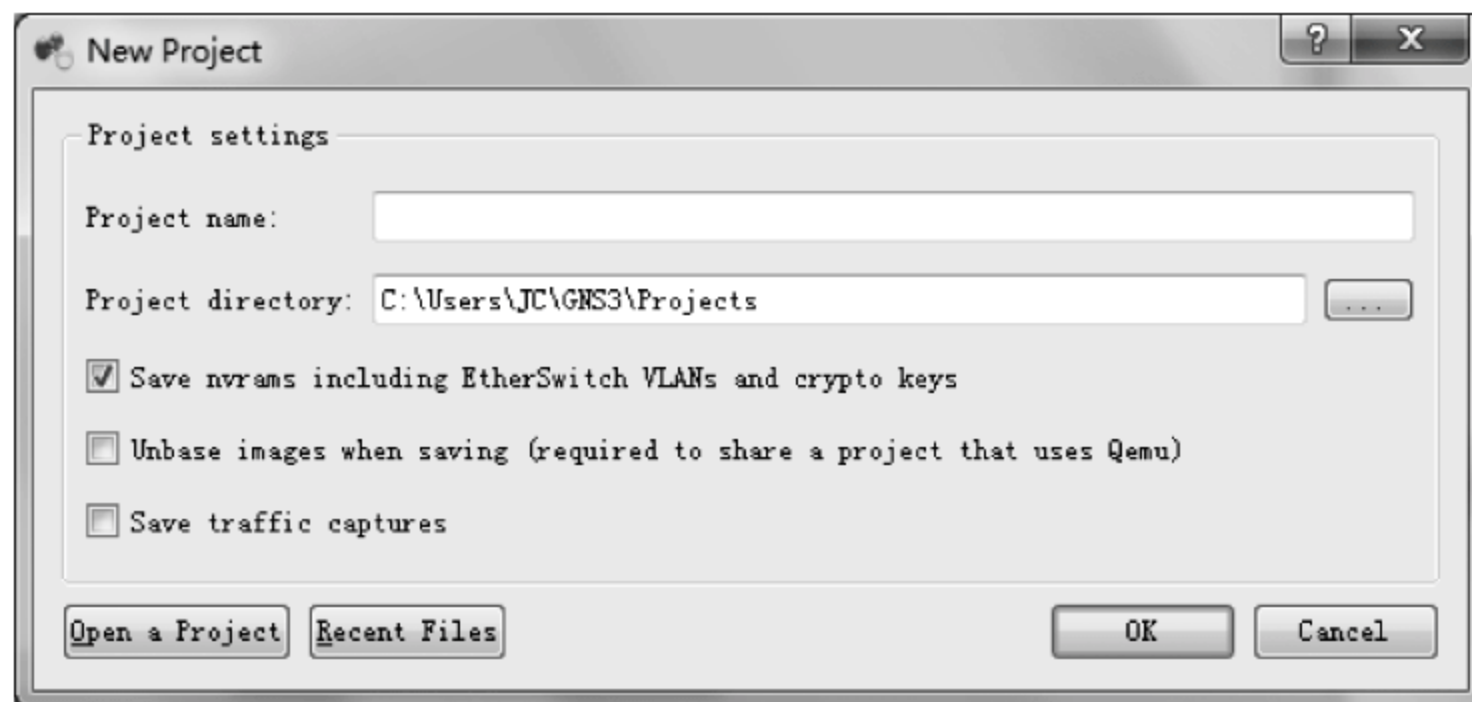 New Project
?
X
Project settings
Project name:
Project directory: C:\Users\JC\GNS3\Projects
...
Save nvrams including EtherSwitch VLANs and crypto keys
Unbase images when saving (required to share a project that uses Qemu)
Save traffic captures
Open a Project
Recent Files
OK
Cancel